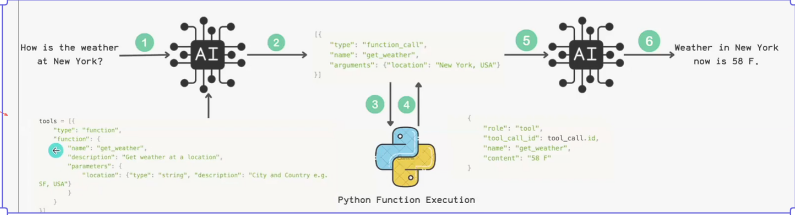 How is the weather
at New York?
1
AI
2
[{
"type": "function_call",
"name": "get_weather",
"arguments": {"location": "New York, USA"}
}]
5
AI
6
Weather in New York
now is 58 F.
3
4
tools = [{
"type": "function",
"function": {
"name": "get_weather",
"description": "Get weather at a location",
"parameters": {
"location": {"type": "string", "description": "City and Country e.g.
SF, USA"}
}
}
}]
{
"role": "tool",
"tool_call_id": tool_call.id,
"name": "get_weather",
"content": "58 F"
}
Python Function Execution